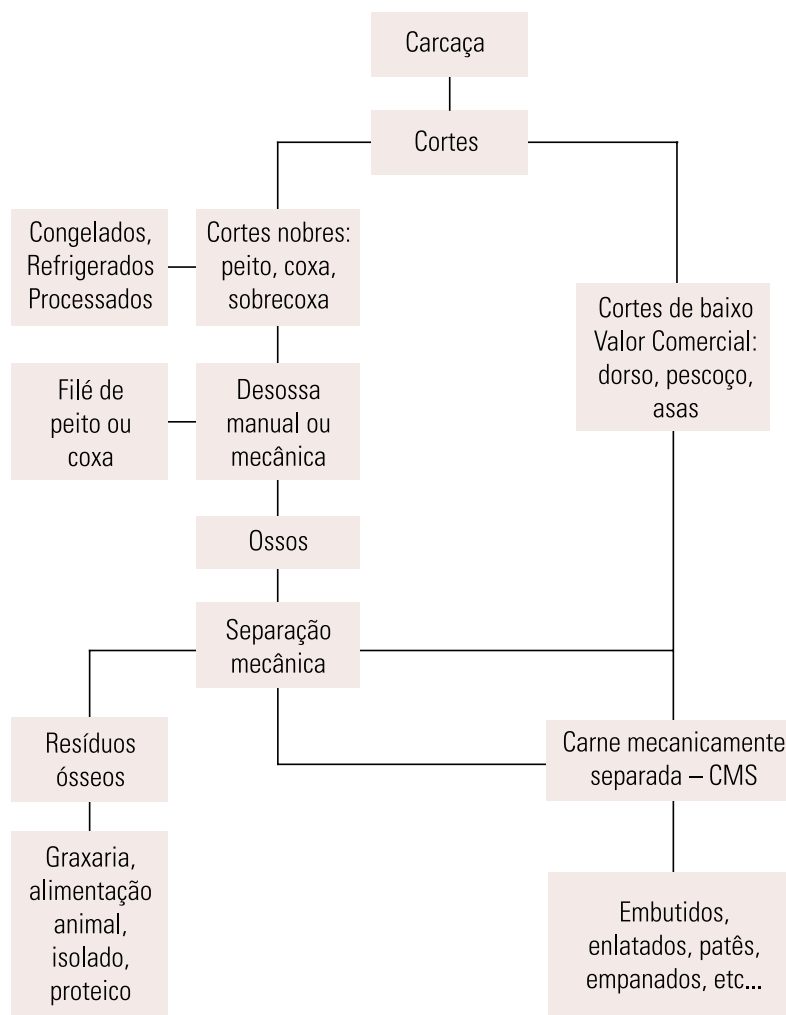 Carcaça
Cortes
Congelados,
Refrigerados
Processados
Cortes nobres:
peito, coxa,
sobrecoxa
Cortes de baixo
Valor Comercial:
dorso, pescoço,
asas
Filé de
peito ou
coxa
Desossa
manual ou
mecânica
Ossos
Separação
mecânica
Resíduos
ósseos
Carne mecanicamente
separada – CMS
Graxaria,
alimentação
animal,
isolado,
proteico
Embutidos,
enlatados, patês,
empanados, etc...